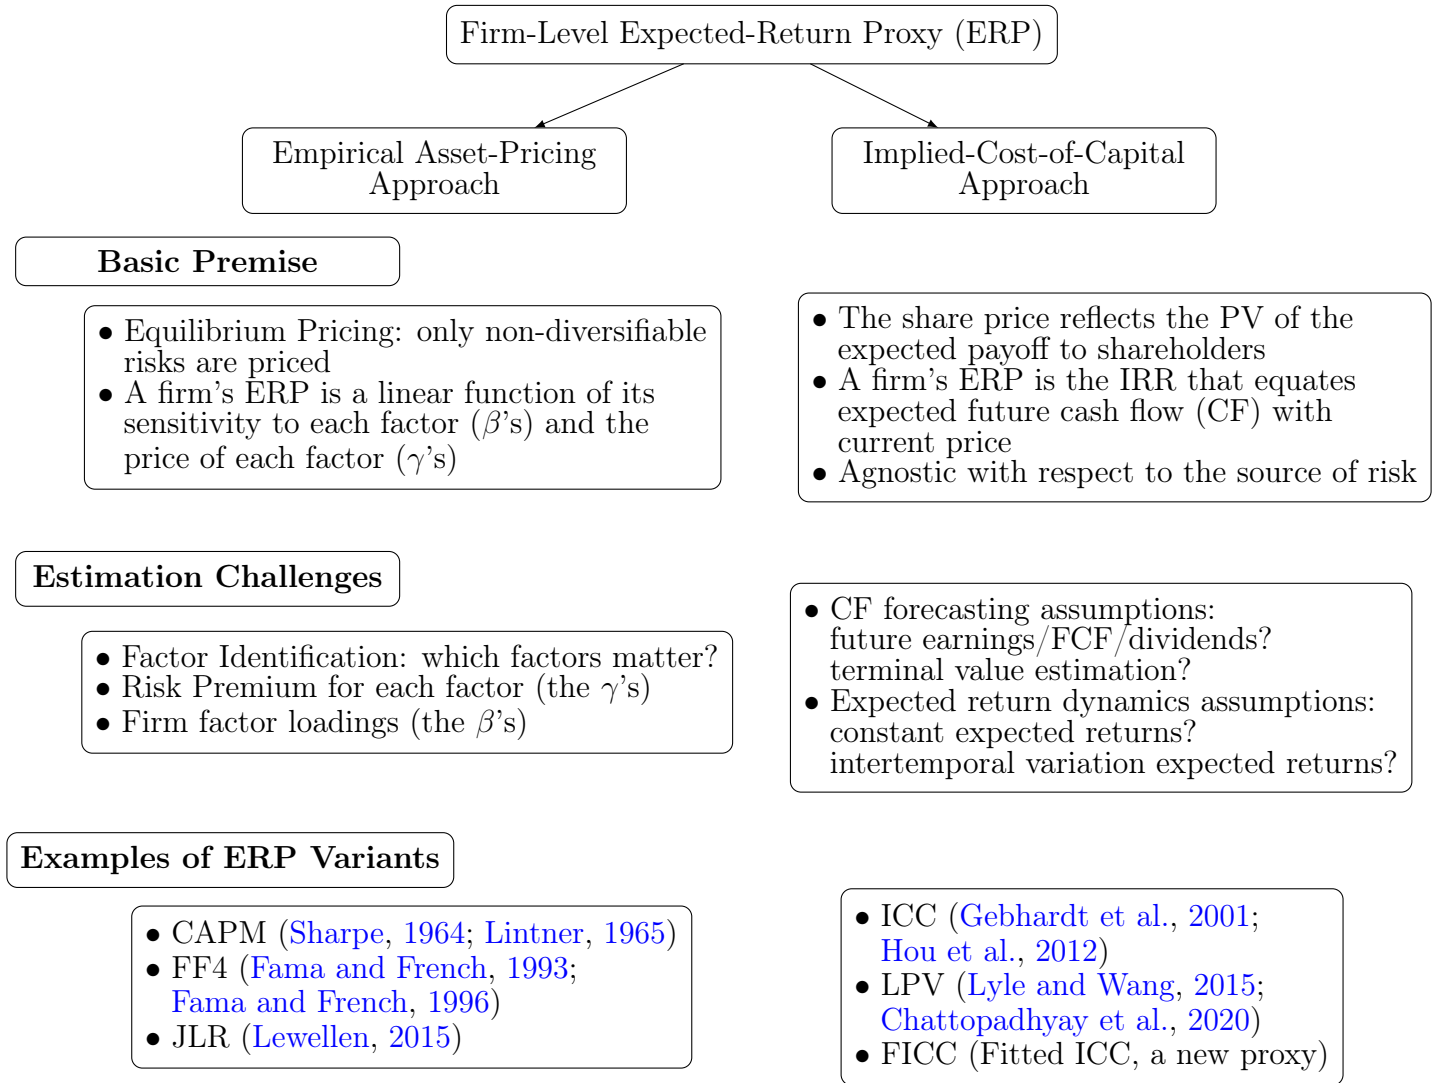 Firm-Level Expected-Return Proxy (ERP)
Empirical Asset-Pricing
Approach
Implied-Cost-of-Capital
Approach
Basic Premise
• Equilibrium Pricing: only non-diversifiable
risks are priced
• A firm's ERP is a linear function of its
sensitivity to each factor (β's) and the
price of each factor (γ's)
• The share price reflects the PV of the
expected payoff to shareholders
• A firm's ERP is the IRR that equates
expected future cash flow (CF) with
current price
• Agnostic with respect to the source of risk
Estimation Challenges
• Factor Identification: which factors matter?
• Risk Premium for each factor (the γ's)
• Firm factor loadings (the β's)
• CF forecasting assumptions:
future earnings/FCF/dividends?
terminal value estimation?
• Expected return dynamics assumptions:
constant expected returns?
intertemporal variation expected returns?
Examples of ERP Variants
• CAPM (Sharpe, 1964; Lintner, 1965)
• FF4 (Fama and French, 1993;
Fama and French, 1996)
• JLR (Lewellen, 2015)
• ICC (Gebhardt et al., 2001;
Hou et al., 2012)
• LPV (Lyle and Wang, 2015;
Chattopadhyay et al., 2020)
• FICC (Fitted ICC, a new proxy)